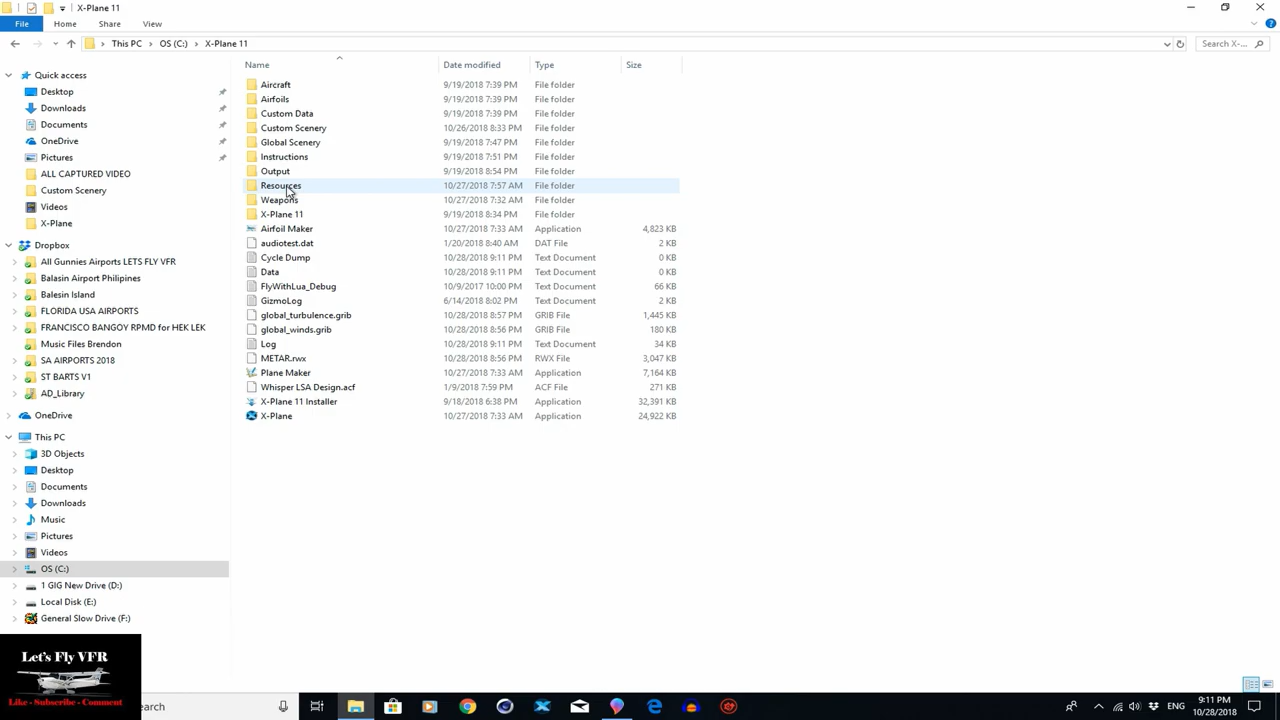 X-Plane 11
File Home Share View
This PC OS (C:) X-Plane 11 Search X-...
Name Date modified Type Size
Aircraft 9/19/2018 7:39 PM File folder
Airfoils 9/19/2018 7:39 PM File folder
Custom Data 9/19/2018 7:39 PM File folder
Custom Scenery 10/26/2018 8:33 PM File folder
Global Scenery 9/19/2018 7:47 PM File folder
Instructions 9/19/2018 7:51 PM File folder
Output 9/19/2018 8:54 PM File folder
Resources 10/27/2018 7:57 AM File folder
Weapons 10/27/2018 7:32 AM File folder
X-Plane 11 9/19/2018 8:34 PM File folder
Airfoil Maker 10/27/2018 7:33 AM Application 4,823 KB
audiotest.dat 1/20/2018 8:40 AM DAT File 2 KB
Cycle Dump 10/28/2018 9:11 PM Text Document 0 KB
Data 10/28/2018 9:11 PM Text Document 0 KB
FlyWithLua_Debug 10/9/2017 10:00 PM Text Document 66 KB
GizmoLog 6/14/2018 8:02 PM Text Document 2 KB
global_turbulence.grib 10/28/2018 8:57 PM GRIB File 1,445 KB
global_winds.grib 10/28/2018 8:56 PM GRIB File 180 KB
Log 10/28/2018 9:11 PM Text Document 34 KB
METAR.rwx 10/28/2018 8:56 PM RWX File 3,047 KB
Plane Maker 10/27/2018 7:33 AM Application 7,164 KB
Whisper LSA Design.acf 1/9/2018 7:59 PM ACF File 271 KB
X-Plane 11 Installer 9/18/2018 6:38 PM Application 32,391 KB
X-Plane 10/27/2018 7:33 AM Application 24,922 KB
Quick access
Desktop
Downloads
Documents
OneDrive
Pictures
ALL CAPTURED VIDEO
Custom Scenery
Videos
X-Plane
Dropbox
All Gunnies Airports LETS FLY VFR
Balasin Airport Philipines
Balesin Island
FLORIDA USA AIRPORTS
FRANCISCO BANGOY RPMD for HEK LEK
Music Files Brendon
SA AIRPORTS 2018
ST BARTS V1
AD_Library
OneDrive
This PC
3D Objects
Desktop
Documents
Downloads
Music
Pictures
Videos
OS (C:)
1 GIG New Drive (D:)
Local Disk (E:)
General Slow Drive (F:)
Let's Fly VFR
Like - Subscribe - Comment
earch
ENG
9:11 PM
10/28/2018